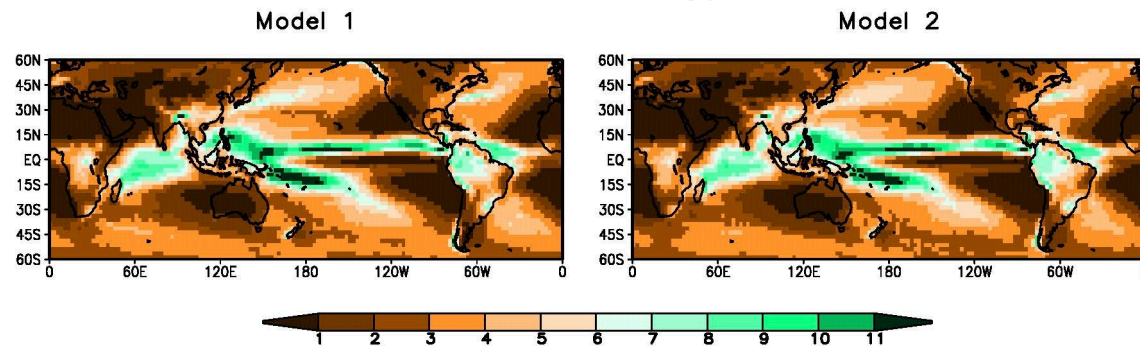 Model 1
Model 2
60N
45N
30N
15N
EQ
15S
30S
45S
60S
0 60E 120E 180 120W 60W 0
60N
45N
30N
15N
EQ
15S
30S
45S
60S
0 60E 120E 180 120W 60W
1 2 3 4 5 6 7 8 9 10 11